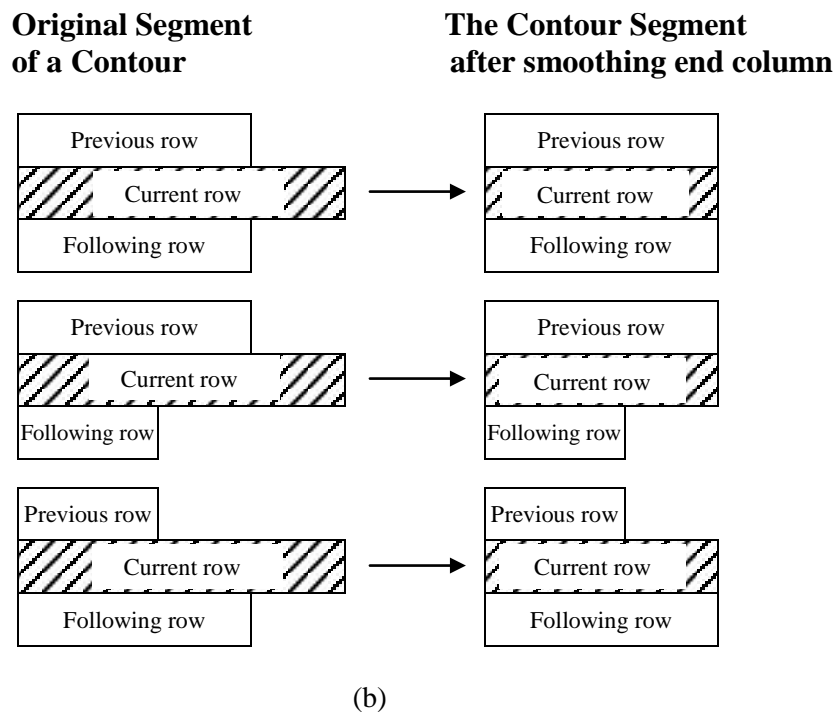 Original Segment
of a Contour
The Contour Segment
after smoothing end column
Previous row
Current row
Following row
Previous row
Current row
Following row
Previous row
Current row
Following row
Previous row
Current row
Following row
Previous row
Current row
Following row
Previous row
Current row
Following row
(b)